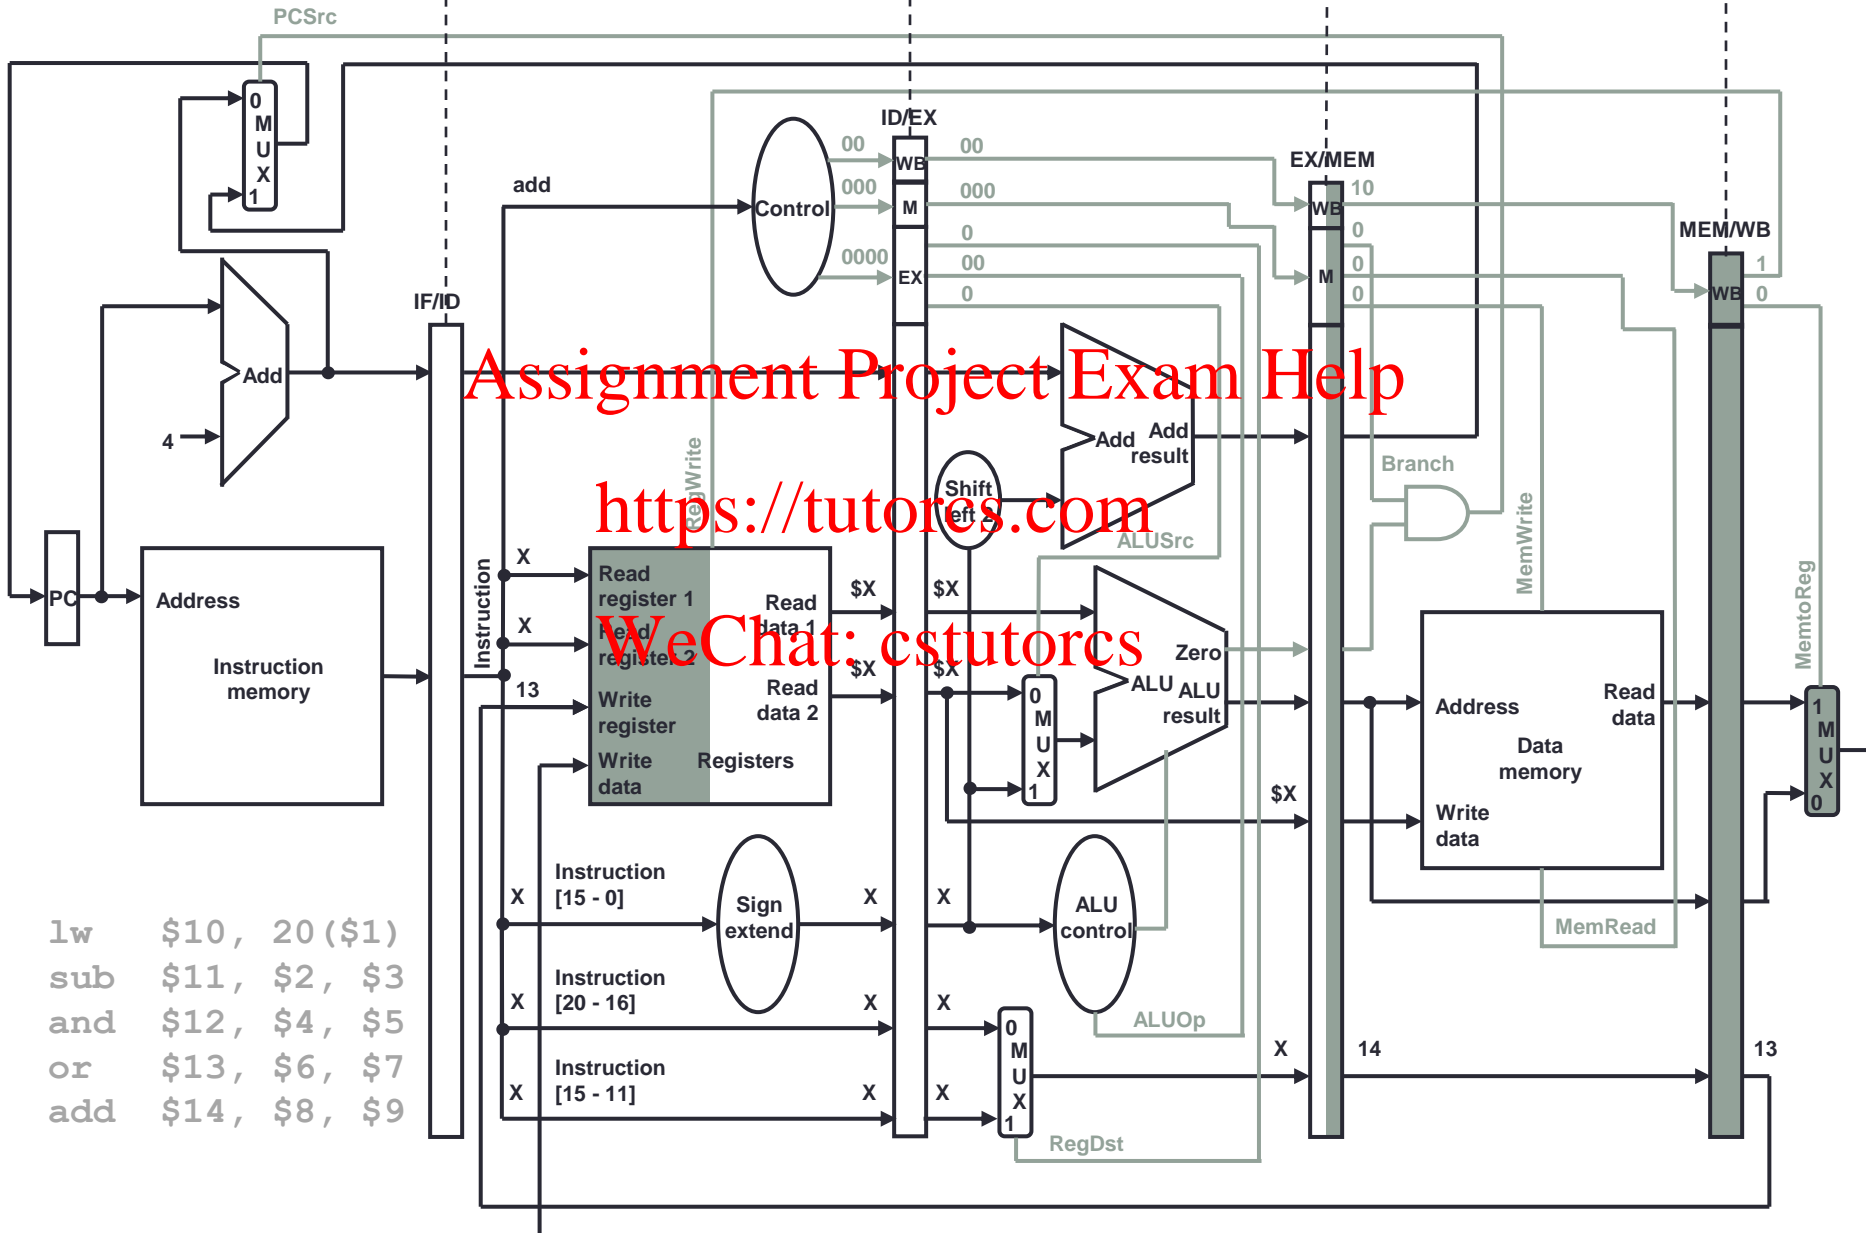 PCSrc
0
M
U
X
1
ID/EX
00
WB
00
EX/MEM
10
add
Control
000
M
000
WB
MEM/WB
0000
EX
0
00
0
M
0
0
0
1
WB
0
IF/ID
Add
4
Add
Add
result
Assignment Project Exam Help
RegWrite
Shift
left 2
Branch
https://tutorcs.com
ALUSrc
MemWrite
MemtoReg
PC
Address
Instruction
memory
Instruction
X
Read
register 1
Read
data 1
$X
$X
X
Read
register 2
WeChat: cstutorcs
$X
$X
13
Write
register
Read
data 2
Write
data
Registers
0
M
U
X
1
Zero
ALU
ALU
result
Address
Read
data
Data
memory
Write
data
$X
1
M
U
X
0
Instruction
[15 - 0]
X
Sign
extend
X
X
ALU
control
MemRead
Instruction
[20 - 16]
X
X
X
ALUOp
Instruction
[15 - 11]
X
X
X
0
M
U
X
1
X
14
13
RegDst
lw $10, 20($1)
sub $11, $2, $3
and $12, $4, $5
or $13, $6, $7
add $14, $8, $9